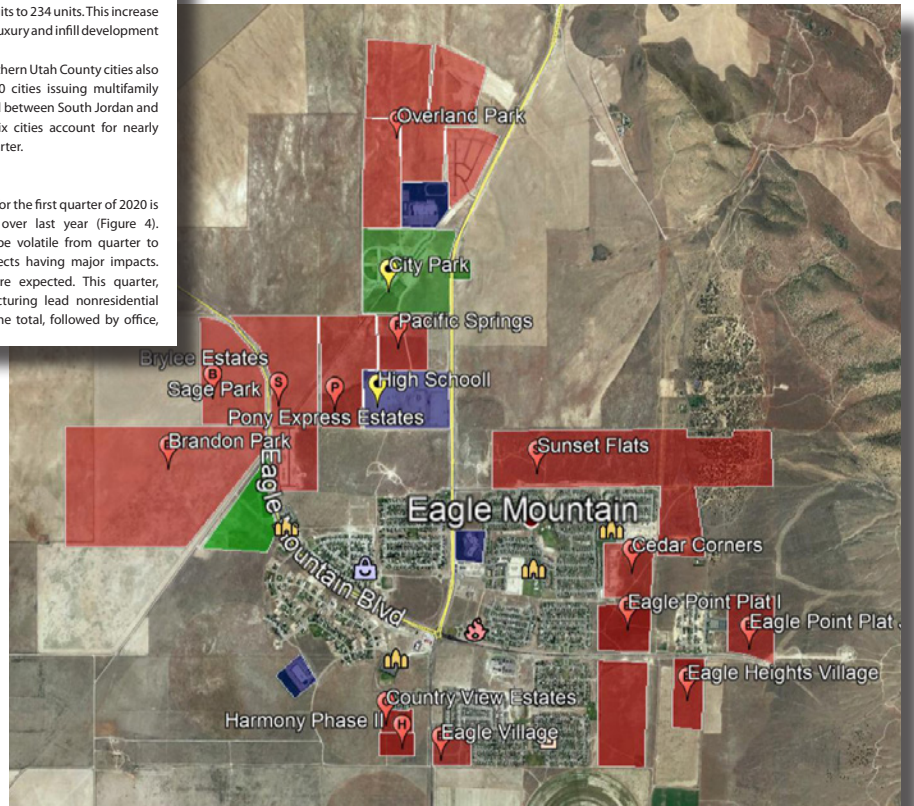 its to 234 units. This increase
uxury and infill development
hern Utah County cities also
0 cities issuing multifamily
l between South Jordan and
ix cities account for nearly
rter.
or the first quarter of 2020 is
over last year (Figure 4).
be volatile from quarter to
ects having major impacts.
re expected. This quarter,
cturing lead nonresidential
he total, followed by office,
Overland Park
City Park
Pacific Springs
P
Brylee Estates
B
Sage Park
S
P
High Schooll
Pony Express Estates
Brandon Park
Sunset Flats
S
Eagle Mountain Blvd
Eagle Mountain
Cedar Corners
Eagle Point Plat I
Eagle Point Plat
Eagle Heights Village
Country View Estates
Harmony Phase II
H
Eagle Village